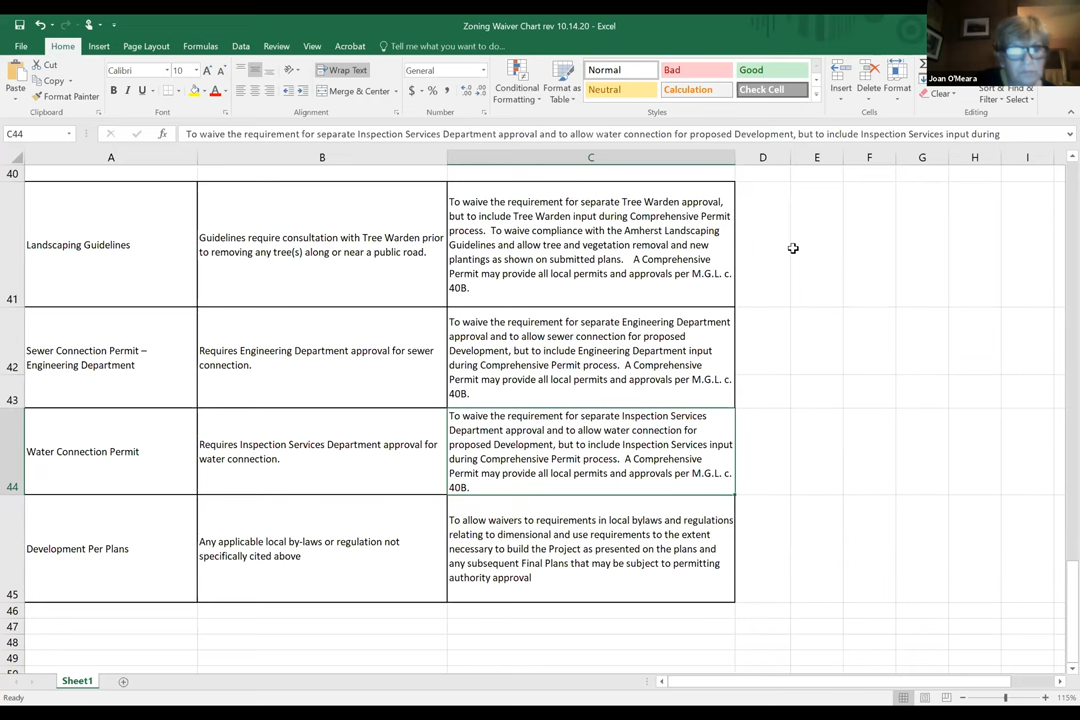 Zoning Waiver Chart rev 10.14.20 - Excel
File Home Insert Page Layout Formulas Data Review View Acrobat Tell me what you want to do...
Joan O'Meara
Paste
Cut
Copy
Format Painter
Clipboard
Calibri 10
B I U
Font
Wrap Text
Merge & Center
Alignment
General
$ % ,
Number
Conditional Formatting
Format as Table
Normal Bad Good
Neutral Calculation Check Cell
Styles
Insert Delete Format
Cells
Clear
Sort & Find &
Filter Select
Editing
C44 fx To waive the requirement for separate Inspection Services Department approval and to allow water connection for proposed Development, but to include Inspection Services input during
A B C D E F G H I
40
41
Landscaping Guidelines
Guidelines require consultation with Tree Warden prior
to removing any tree(s) along or near a public road.
To waive the requirement for separate Tree Warden approval,
but to include Tree Warden input during Comprehensive Permit
process. To waive compliance with the Amherst Landscaping
Guidelines and allow tree and vegetation removal and new
plantings as shown on submitted plans. A Comprehensive
Permit may provide all local permits and approvals per M.G.L. c.
40B.
42
43
Sewer Connection Permit –
Engineering Department
Requires Engineering Department approval for sewer
connection.
To waive the requirement for separate Engineering Department
approval and to allow sewer connection for proposed
Development, but to include Engineering Department input
during Comprehensive Permit process. A Comprehensive
Permit may provide all local permits and approvals per M.G.L. c.
40B.
44
Water Connection Permit
Requires Inspection Services Department approval for
water connection.
To waive the requirement for separate Inspection Services
Department approval and to allow water connection for
proposed Development, but to include Inspection Services input
during Comprehensive Permit process. A Comprehensive
Permit may provide all local permits and approvals per M.G.L. c.
40B.
45
Development Per Plans
Any applicable local by-laws or regulation not
specifically cited above
To allow waivers to requirements in local bylaws and regulations
relating to dimensional and use requirements to the extent
necessary to build the Project as presented on the plans and
any subsequent Final Plans that may be subject to permitting
authority approval
46
47
48
49
Sheet1
Ready
115%